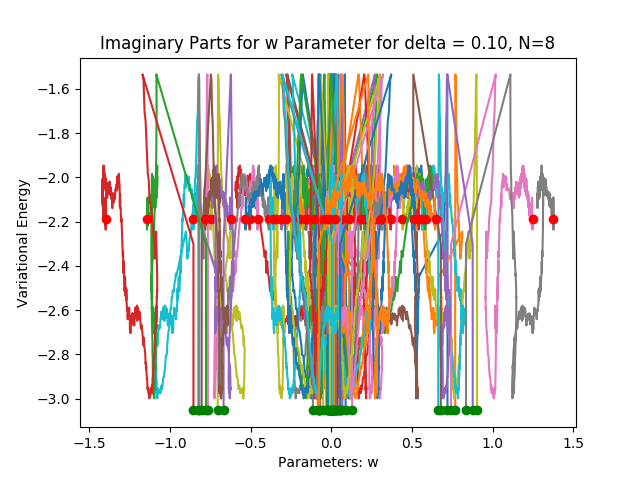 Imaginary Parts for w Parameter for delta = 0.10, N=8
Variational Energy
−1.6
−1.8
−2.0
−2.2
−2.4
−2.6
−2.8
−3.0
−1.5 −1.0 −0.5 0.0 0.5 1.0 1.5
Parameters: w